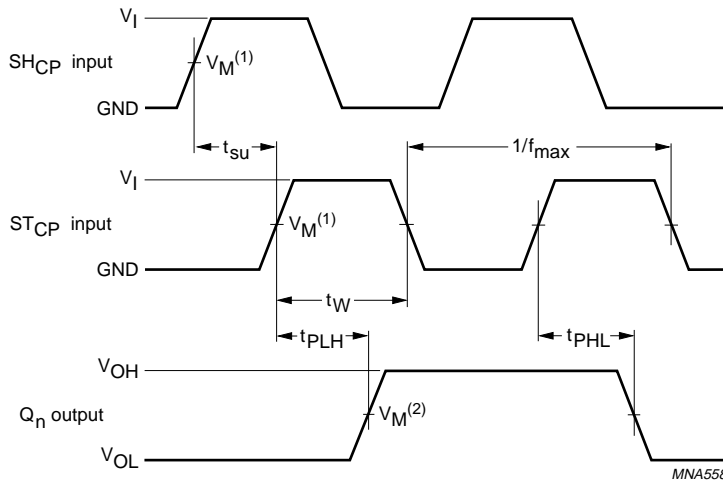 V_I
SH_CP input
V_M^(1)
GND
t_su
1/f_max
V_I
ST_CP input
V_M^(1)
GND
t_W
t_PLH
t_PHL
V_OH
Q_n output
V_M^(2)
V_OL
MNA558